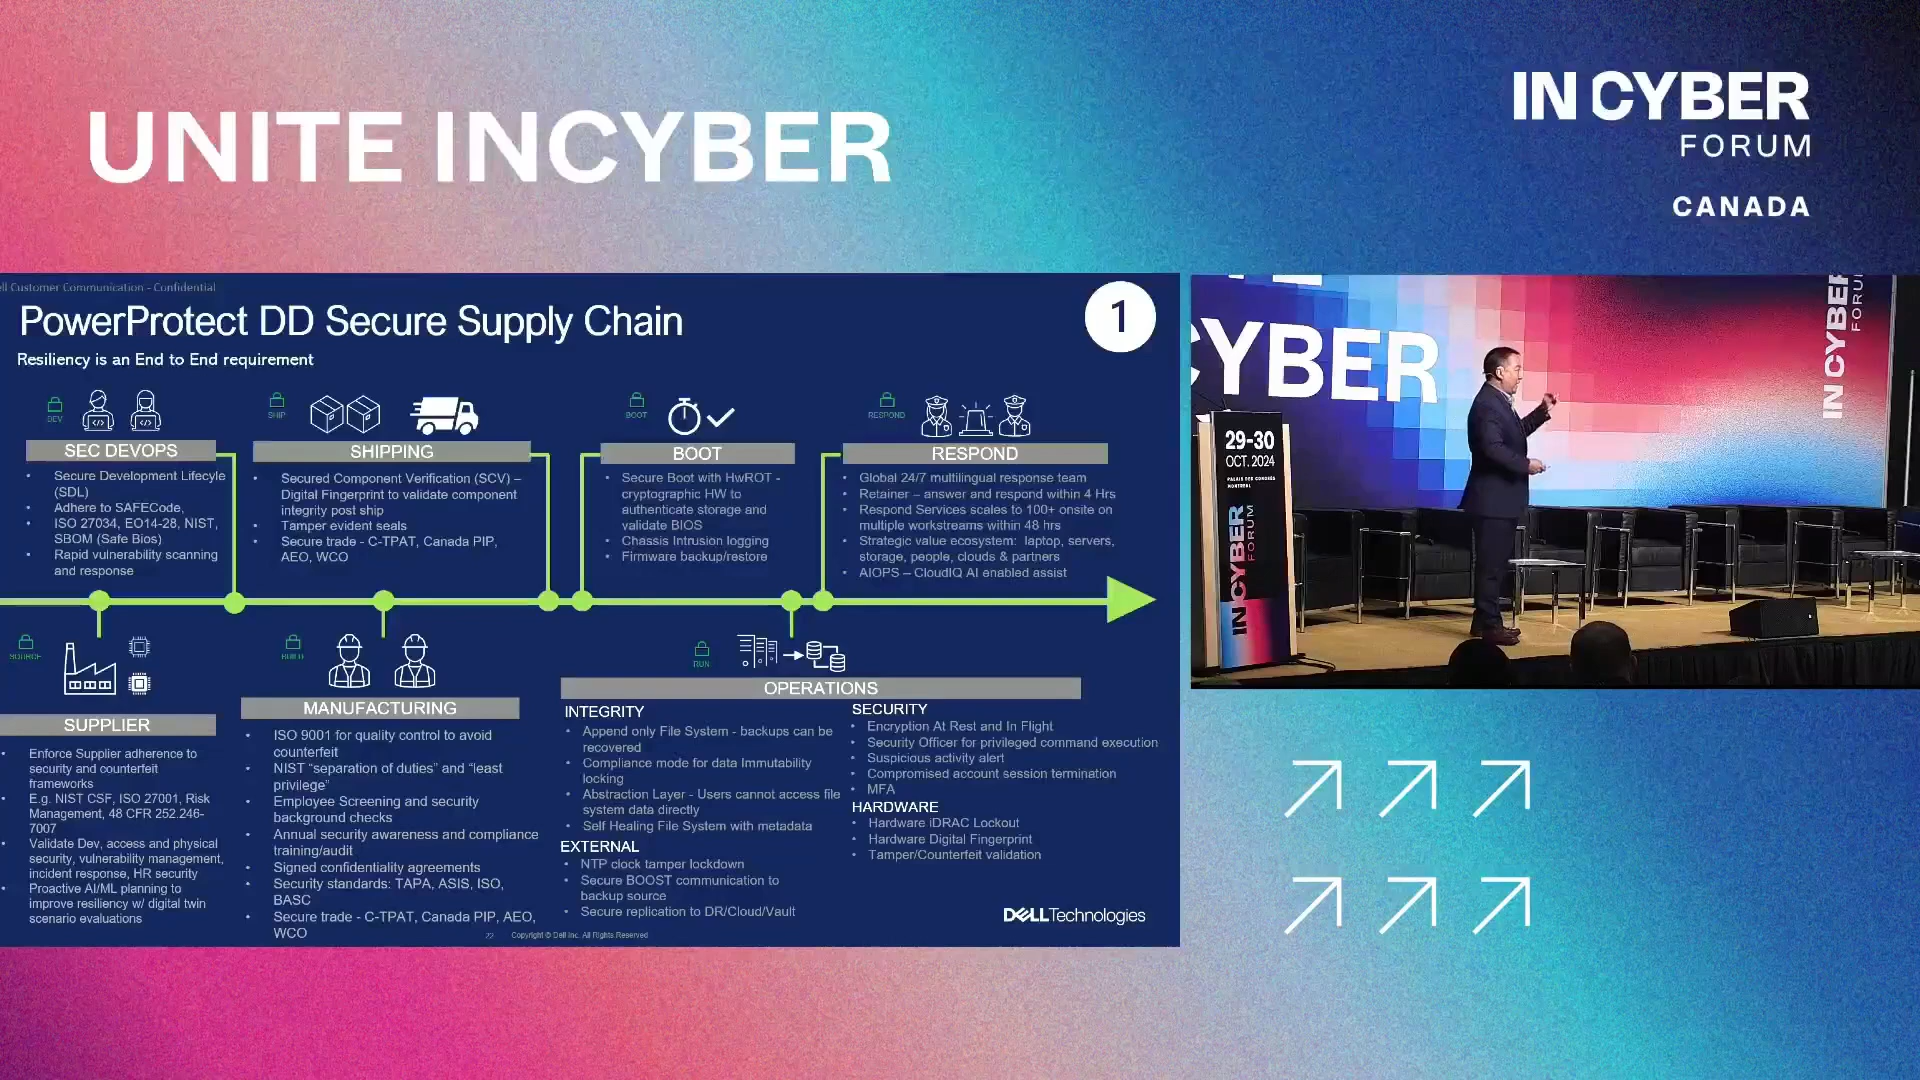 UNITE INCYBER
IN CYBER
FORUM
CANADA
ell Customer Communication - Confidential
PowerProtect DD Secure Supply Chain
1
Resiliency is an End to End requirement
DEV
SEC DEVOPS
• Secure Development Lifecyle
(SDL)
• Adhere to SAFECode,
• ISO 27034, EO14-28, NIST,
SBOM (Safe Bios)
• Rapid vulnerability scanning
and response
SHIP
SHIPPING
• Secured Component Verification (SCV) –
Digital Fingerprint to validate component
integrity post ship
• Tamper evident seals
• Secure trade - C-TPAT, Canada PIP,
AEO, WCO
BOOT
BOOT
• Secure Boot with HwROT -
cryptographic HW to
authenticate storage and
validate BIOS
• Chassis Intrusion logging
• Firmware backup/restore
RESPOND
RESPOND
• Global 24/7 multilingual response team
• Retainer – answer and respond within 4 Hrs
• Respond Services scales to 100+ onsite on
multiple workstreams within 48 hrs
• Strategic value ecosystem: laptop, servers,
storage, people, clouds & partners
• AIOPS – CloudIQ AI enabled assist
SOURCE
SUPPLIER
• Enforce Supplier adherence to
security and counterfeit
frameworks
• E.g. NIST CSF, ISO 27001, Risk
Management, 48 CFR 252.246-
7007
• Validate Dev, access and physical
security, vulnerability management,
incident response, HR security
• Proactive AI/ML planning to
improve resiliency w/ digital twin
scenario evaluations
BUILD
MANUFACTURING
• ISO 9001 for quality control to avoid
counterfeit
• NIST “separation of duties” and “least
privilege”
• Employee Screening and security
background checks
• Annual security awareness and compliance
training/audit
• Signed confidentiality agreements
• Security standards: TAPA, ASIS, ISO,
BASC
• Secure trade - C-TPAT, Canada PIP, AEO,
WCO
RUN
OPERATIONS
INTEGRITY
• Append only File System - backups can be
recovered
• Compliance mode for data Immutability
locking
• Abstraction Layer - Users cannot access file
system data directly
• Self Healing File System with metadata
EXTERNAL
• NTP clock tamper lockdown
• Secure BOOST communication to
backup source
• Secure replication to DR/Cloud/Vault
SECURITY
• Encryption At Rest and In Flight
• Security Officer for privileged command execution
• Suspicious activity alert
• Compromised account session termination
• MFA
HARDWARE
• Hardware iDRAC Lockout
• Hardware Digital Fingerprint
• Tamper/Counterfeit validation
22 Copyright © Dell Inc. All Rights Reserved
DELLTechnologies
CYBER
IN CYBER
FORUM
29-30
OCT. 2024
PALAIS DES CONGRÈS
MONTRÉAL
IN CYBER
FORUM